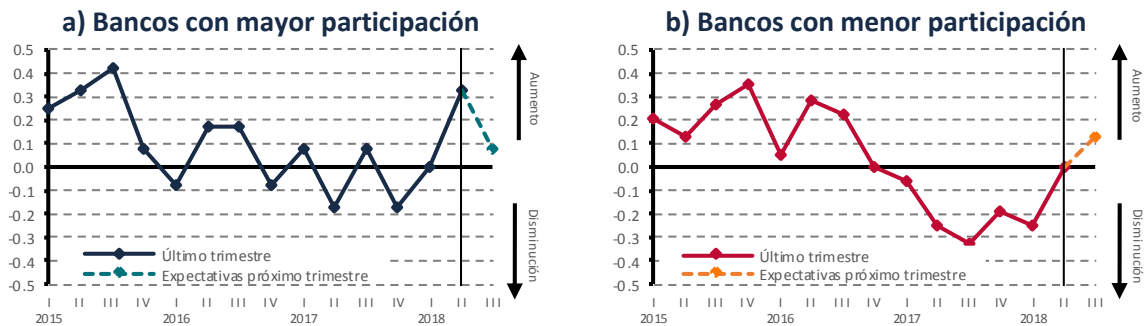 a) Bancos con mayor participación
0.5
0.4
0.3
0.2
0.1
0.0
-0.1
-0.2
-0.3
-0.4
-0.5
Aumento
Disminución
Último trimestre
Expectativas próximo trimestre
I II III IV I II III IV I II III IV I II III
2015 2016 2017 2018
b) Bancos con menor participación
0.5
0.4
0.3
0.2
0.1
0.0
-0.1
-0.2
-0.3
-0.4
-0.5
Aumento
Disminución
Último trimestre
Expectativas próximo trimestre
I II III IV I II III IV I II III IV I II III
2015 2016 2017 2018